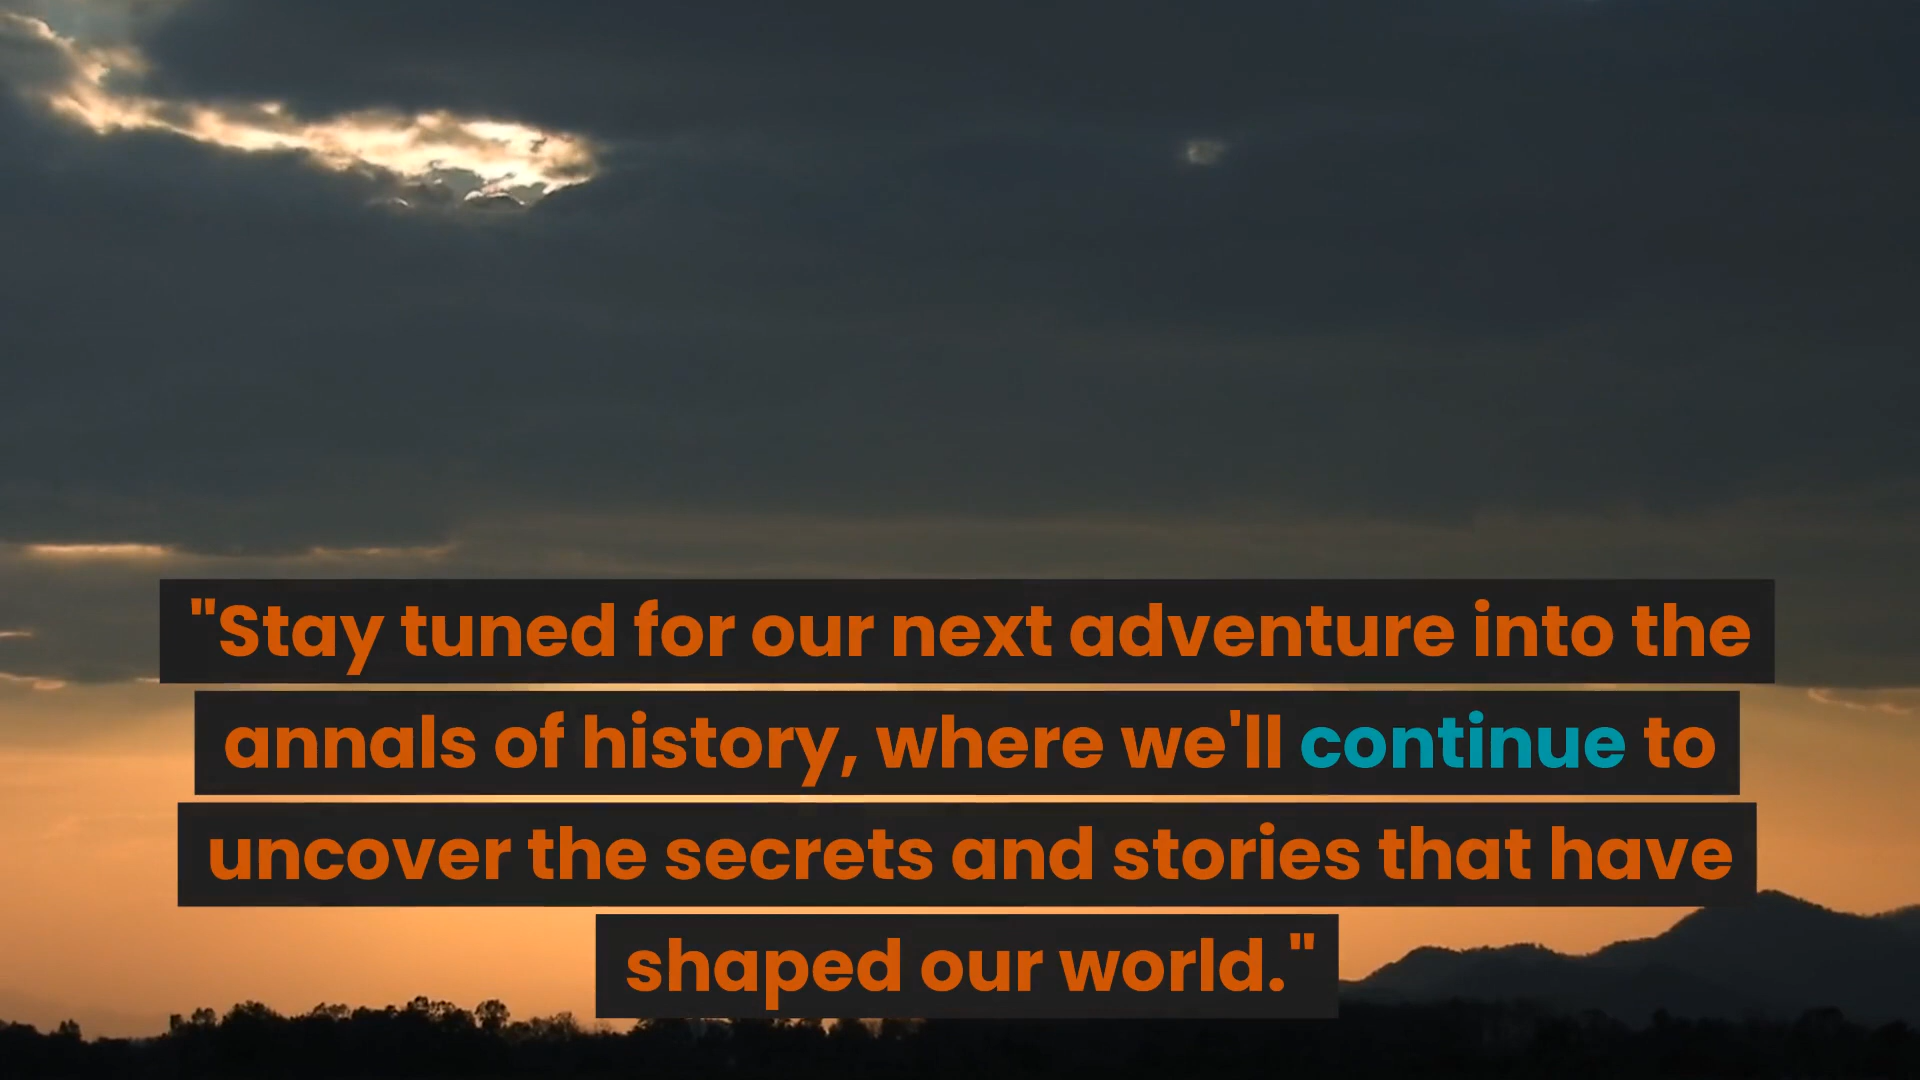 "Stay tuned for our next adventure into the
annals of history, where we'll continue to
uncover the secrets and stories that have
shaped our world."